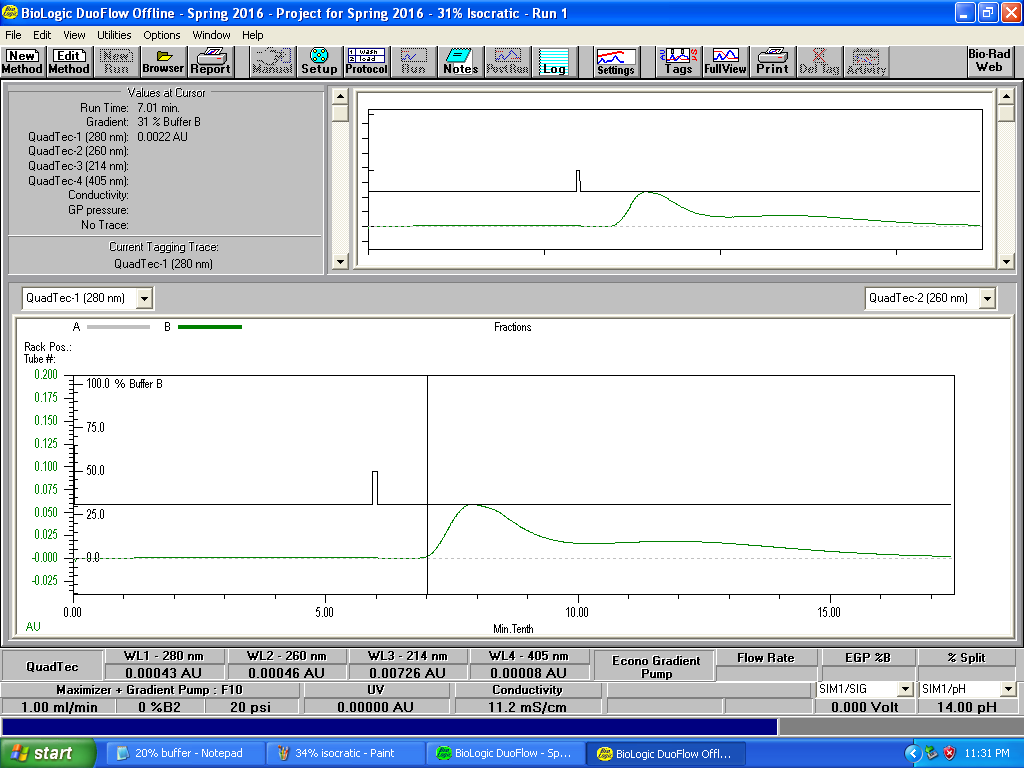 BioLogic DuoFlow Offline - Spring 2016 - Project for Spring 2016 - 31% Isocratic - Run 1
File Edit View Utilities Options Window Help
New Method Edit Method New Run Browser Report Manual Setup 1 Wash 2 load Protocol Run Notes PostRun Log Settings Tags FullView Print DelTag Activity Bio-Rad Web
Values at Cursor
Run Time: 7.01 min.
Gradient: 31 % Buffer B
QuadTec-1 (280 nm): 0.0022 AU
QuadTec-2 (260 nm):
QuadTec-3 (214 nm):
QuadTec-4 (405 nm):
Conductivity:
GP pressure:
No Trace:
Current Tagging Trace:
QuadTec-1 (280 nm)
QuadTec-1 (280 nm) QuadTec-2 (260 nm)
A B Fractions
Rack Pos.:
Tube #:
0.200 100.0 % Buffer B
0.175
0.150 75.0
0.125
0.100 50.0
0.075
0.050 25.0
0.025
-0.000 0.0
-0.025
0.00 5.00 10.00 15.00
AU Min.Tenth
QuadTec WL1 - 280 nm WL2 - 260 nm WL3 - 214 nm WL4 - 405 nm Econo Gradient Pump Flow Rate EGP %B % Split
0.00043 AU 0.00046 AU 0.00726 AU 0.00008 AU
Maximizer + Gradient Pump : F10 UV Conductivity SIM1/SIG SIM1/pH
1.00 ml/min 0 %B2 20 psi 0.00000 AU 11.2 mS/cm 0.000 Volt 14.00 pH
start 20% buffer - Notepad 34% isocratic - Paint BioLogic DuoFlow - Sp... BioLogic DuoFlow Offl... 11:31 PM